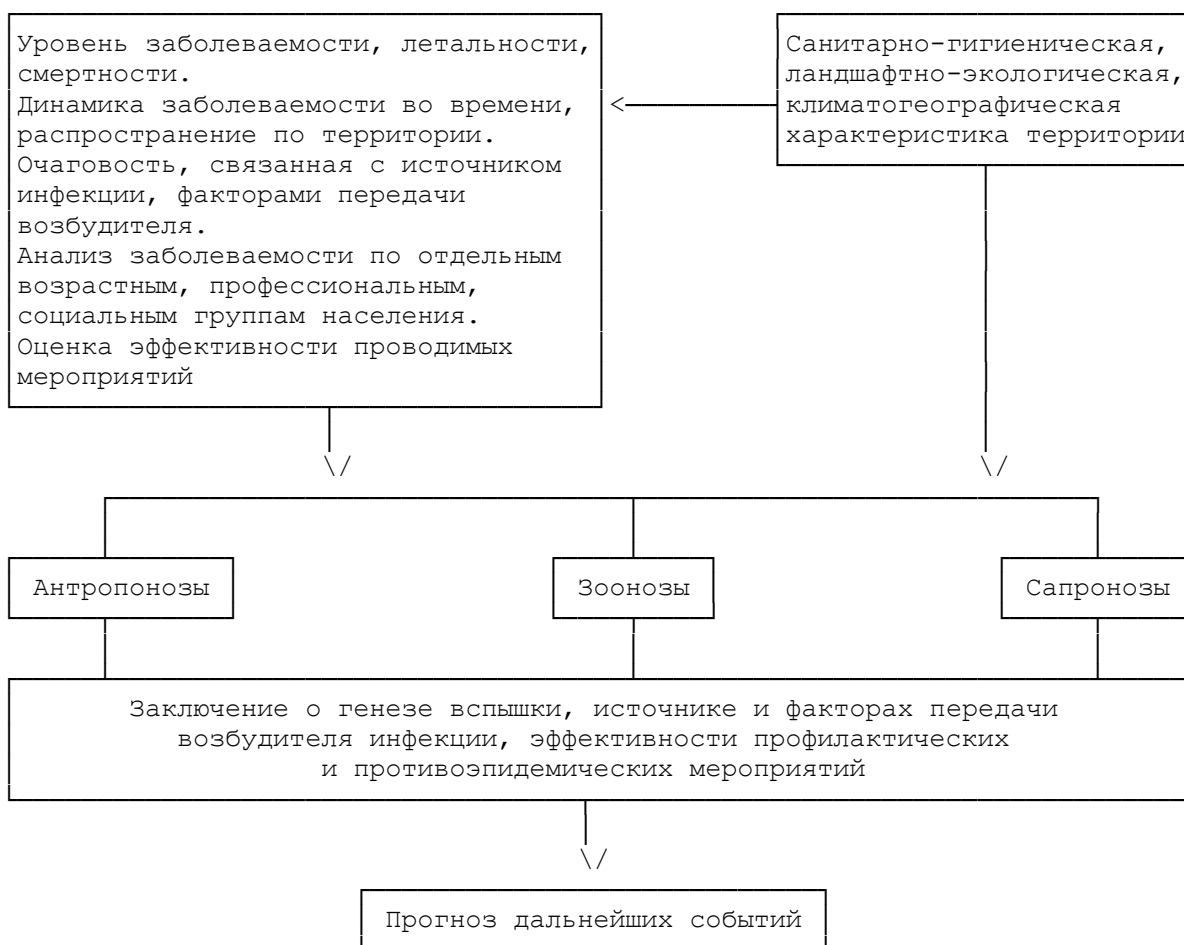 Уровень заболеваемости, летальности,
смертности.
Динамика заболеваемости во времени,
распространение по территории.
Очаговость, связанная с источником
инфекции, факторами передачи
возбудителя.
Анализ заболеваемости по отдельным
возрастным, профессиональным,
социальным группам населения.
Оценка эффективности проводимых
мероприятий
Санитарно-гигиеническая,
ландшафтно-экологическая,
климатогеографическая
характеристика территории
Антропонозы
Зоонозы
Сапронозы
Заключение о генезе вспышки, источнике и факторах передачи
возбудителя инфекции, эффективности профилактических
и противоэпидемических мероприятий
Прогноз дальнейших событий